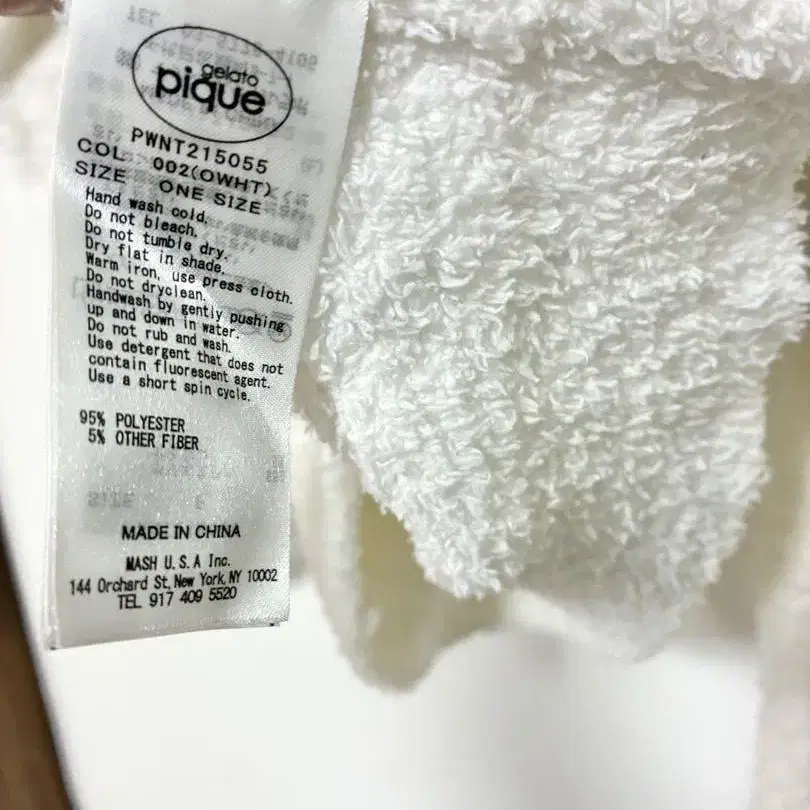 gelato
pique
PWNT215055
COL 002(OWHT)
SIZE ONE SIZE
Hand wash cold.
Do not bleach.
Do not tumble dry.
Dry flat in shade.
Warm iron, use press cloth.
Do not dryclean.
Handwash by gently pushing
up and down in water.
Do not rub and wash.
Use detergent that does not
contain fluorescent agent.
Use a short spin cycle.
95% POLYESTER
5% OTHER FIBER
MADE IN CHINA
MASH U.S.A Inc.
144 Orchard St, New York, NY 10002
TEL 917 409 5520